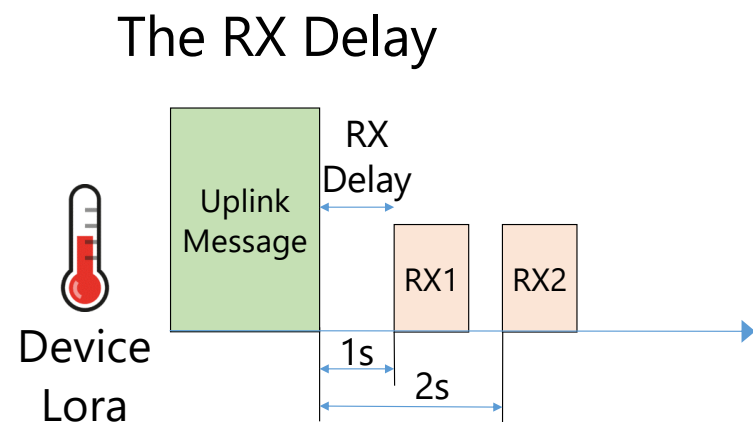 The RX Delay
RX
Delay
Uplink
Message
RX1
RX2
Device
Lora
1s
2s